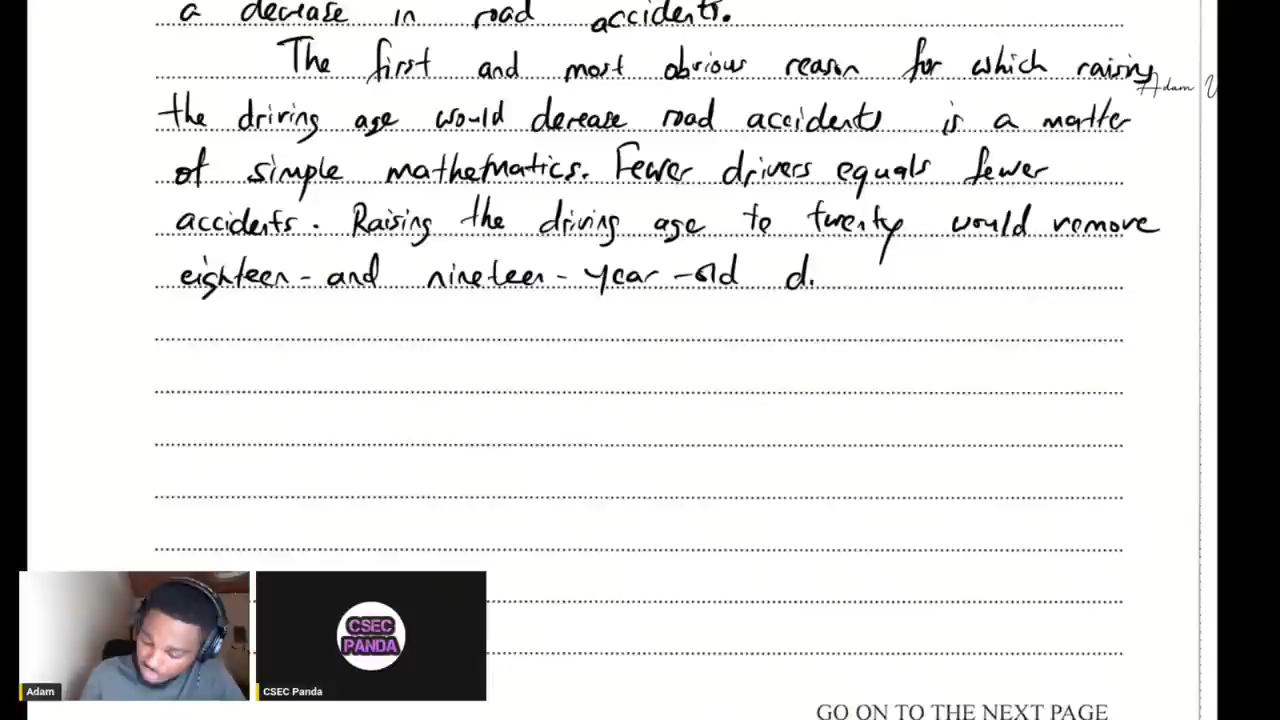 a decrease in road accidents.
The first and most obvious reason for which raising
Adam
the driving age would derease road accidents is a matter
of simple mathematics. Fewer drivers equals fewer
accidents. Raising the driving age to twenty would remove
eighteen-and nineteen-year-old d.
CSEC
PANDA
Adam
CSEC Panda
GO ON TO THE NEXT PAGE